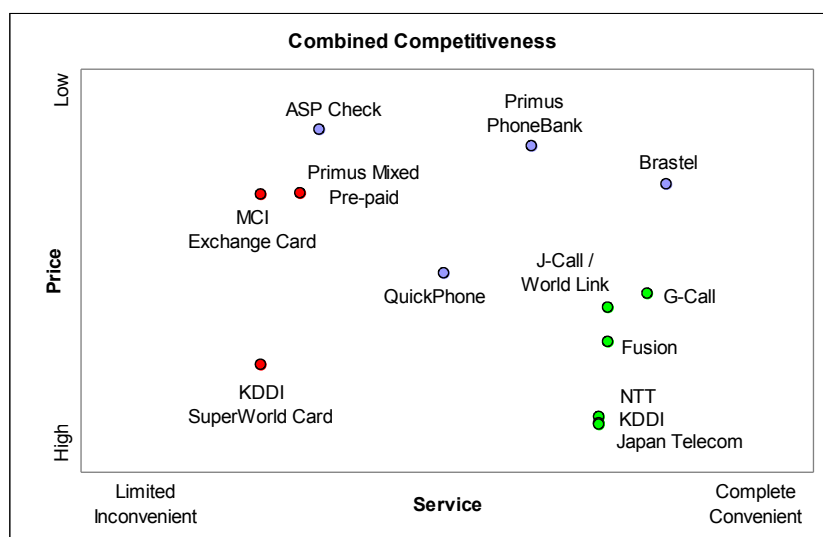 Combined Competitiveness
Low
Price
High
ASP Check
Primus
PhoneBank
Brastel
Primus Mixed
Pre-paid
MCI
Exchange Card
QuickPhone
J-Call /
World Link
G-Call
Fusion
KDDI
SuperWorld Card
NTT
KDDI
Japan Telecom
Limited
Inconvenient
Service
Complete
Convenient